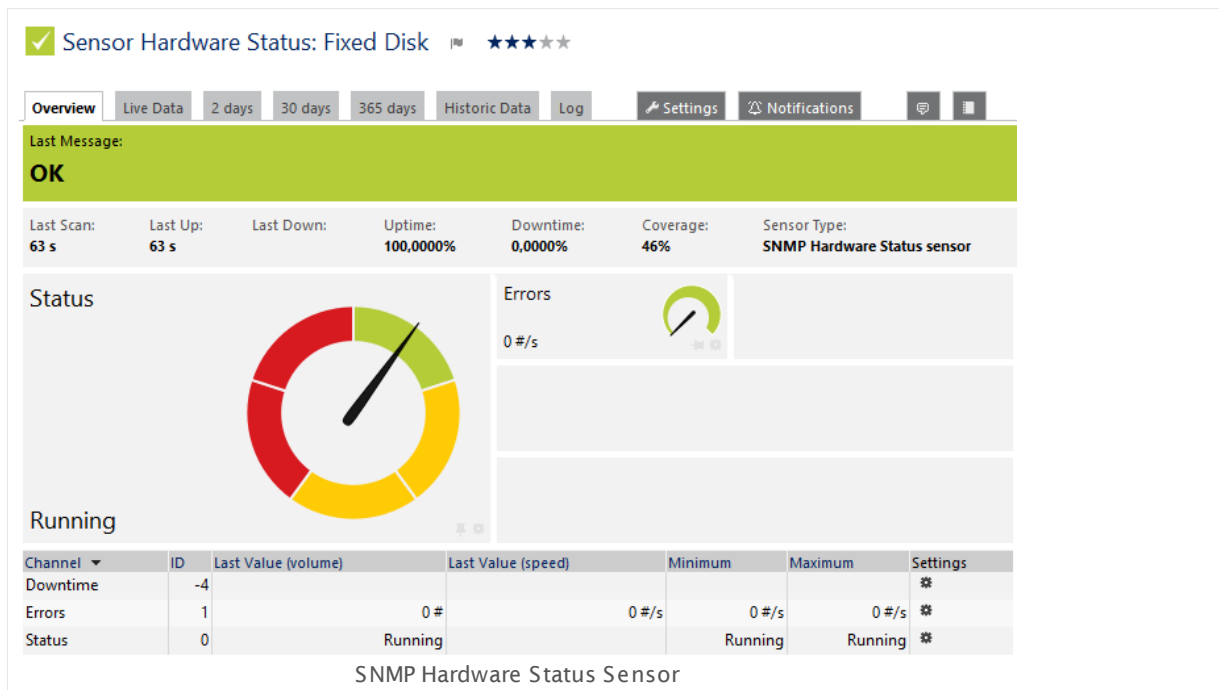 Sensor Hardware Status: Fixed Disk
Overview Live Data 2 days 30 days 365 days Historic Data Log Settings Notifications
Last Message:
OK
Last Scan: Last Up: Last Down: Uptime: Downtime: Coverage: Sensor Type:
63 s 63 s 100,0000% 0,0000% 46% SNMP Hardware Status sensor
Status
Errors
0 #/s
Running
Channel ID Last Value (volume) Last Value (speed) Minimum Maximum Settings
Downtime -4
Errors 1 0 # 0 #/s 0 #/s 0 #/s
Status 0 Running Running Running
SNMP Hardware Status Sensor